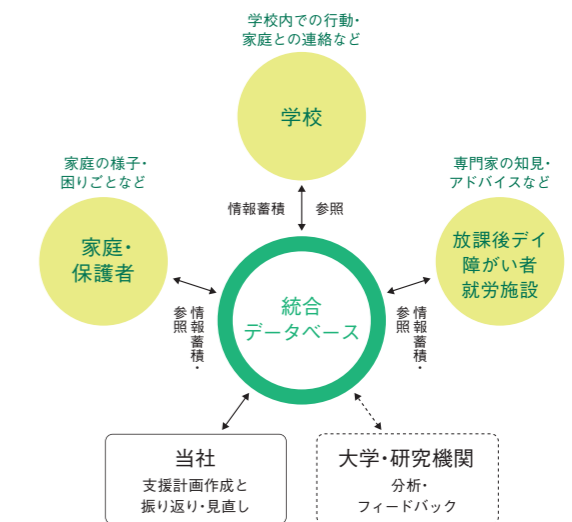 学校内での行動・
家庭との連絡など
学校
家庭の様子・
困りごとなど
専門家の知見・
アドバイスなど
情報蓄積
参照
家庭・
保護者
放課後デイ
障がい者
就労施設
統合
データベース
情報蓄積・
参照
情報蓄積・
参照
当社
支援計画作成と
振り返り・見直し
大学・研究機関
分析・
フィードバック